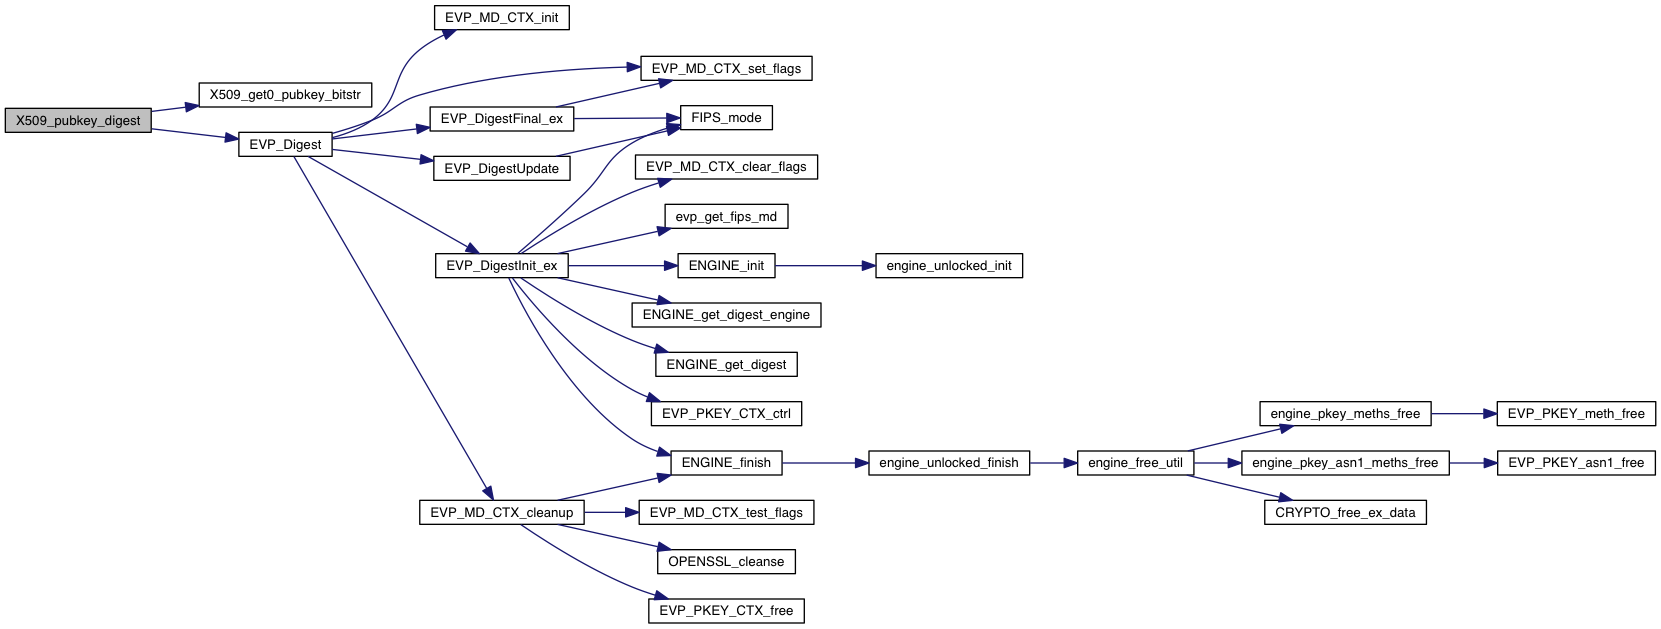 EVP_MD_CTX_init
EVP_MD_CTX_set_flags
X509_get0_pubkey_bitstr
X509_pubkey_digest
EVP_DigestFinal_ex
FIPS_mode
EVP_Digest
EVP_DigestUpdate
EVP_MD_CTX_clear_flags
evp_get_fips_md
EVP_DigestInit_ex
ENGINE_init
engine_unlocked_init
ENGINE_get_digest_engine
ENGINE_get_digest
EVP_PKEY_CTX_ctrl
engine_pkey_meths_free
EVP_PKEY_meth_free
ENGINE_finish
engine_unlocked_finish
engine_free_util
engine_pkey_asn1_meths_free
EVP_PKEY_asn1_free
EVP_MD_CTX_cleanup
EVP_MD_CTX_test_flags
CRYPTO_free_ex_data
OPENSSL_cleanse
EVP_PKEY_CTX_free